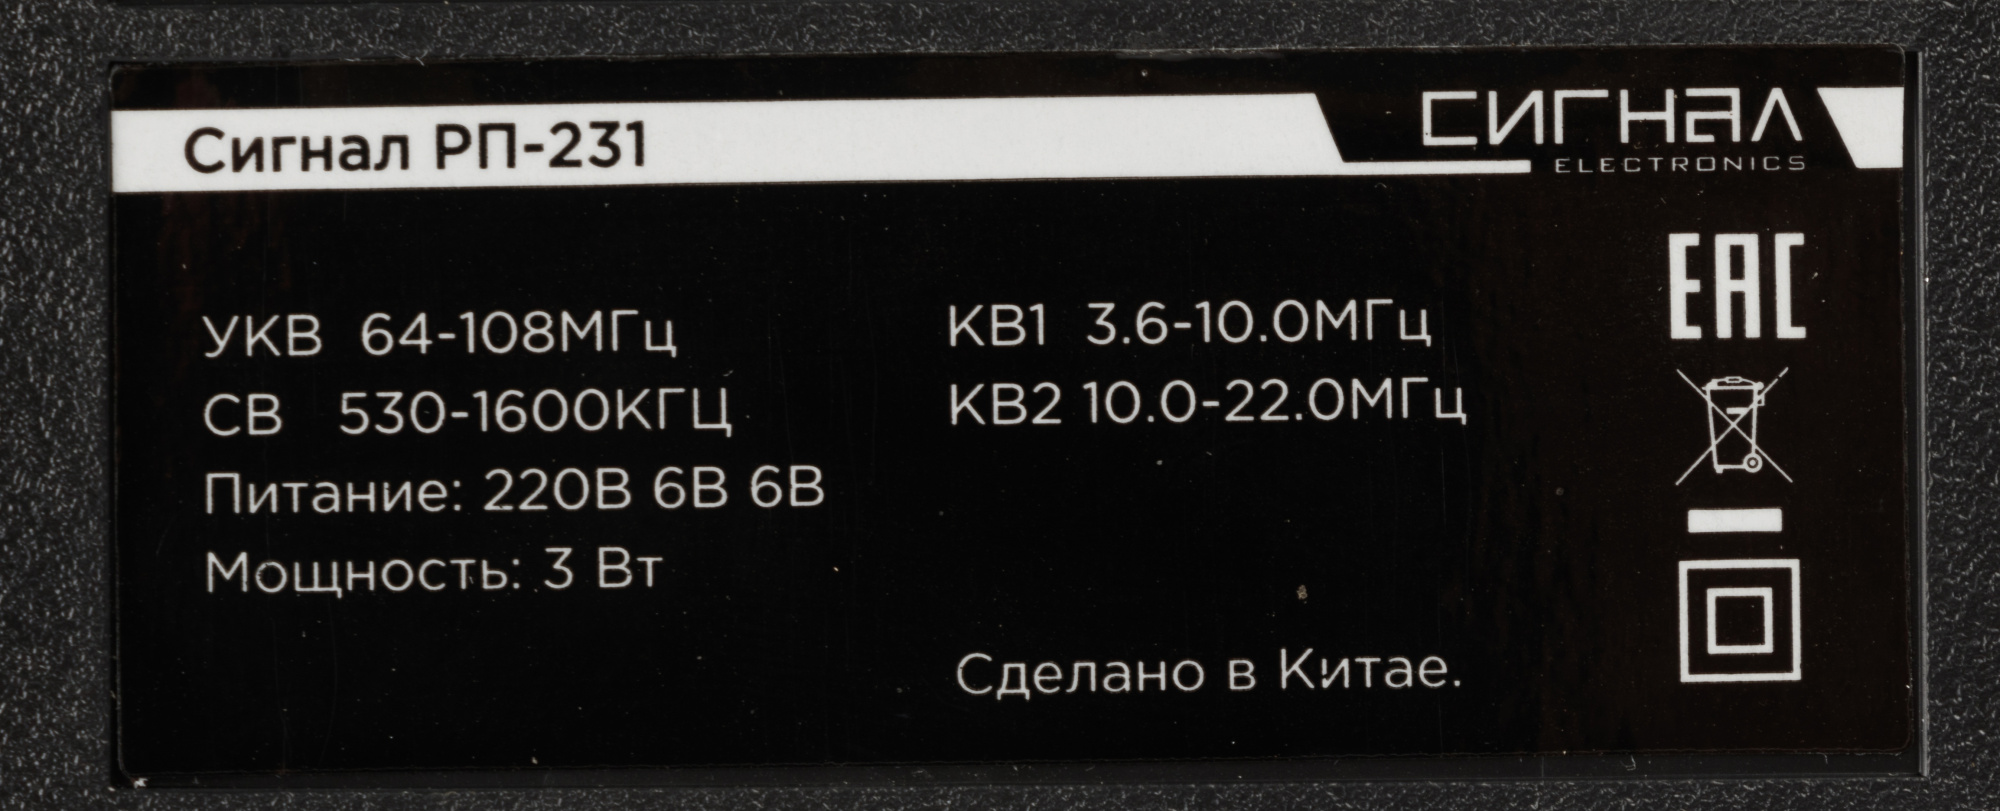 Сигнал РП-231
СИГНАЛ
ELECTRONICS
УКВ 64-108МГц
СВ 530-1600КГЦ
Питание: 220В 6В 6В
Мощность: 3 Вт
КВ1 3.6-10.0МГц
КВ2 10.0-22.0МГц
Сделано в Китае.
EAC